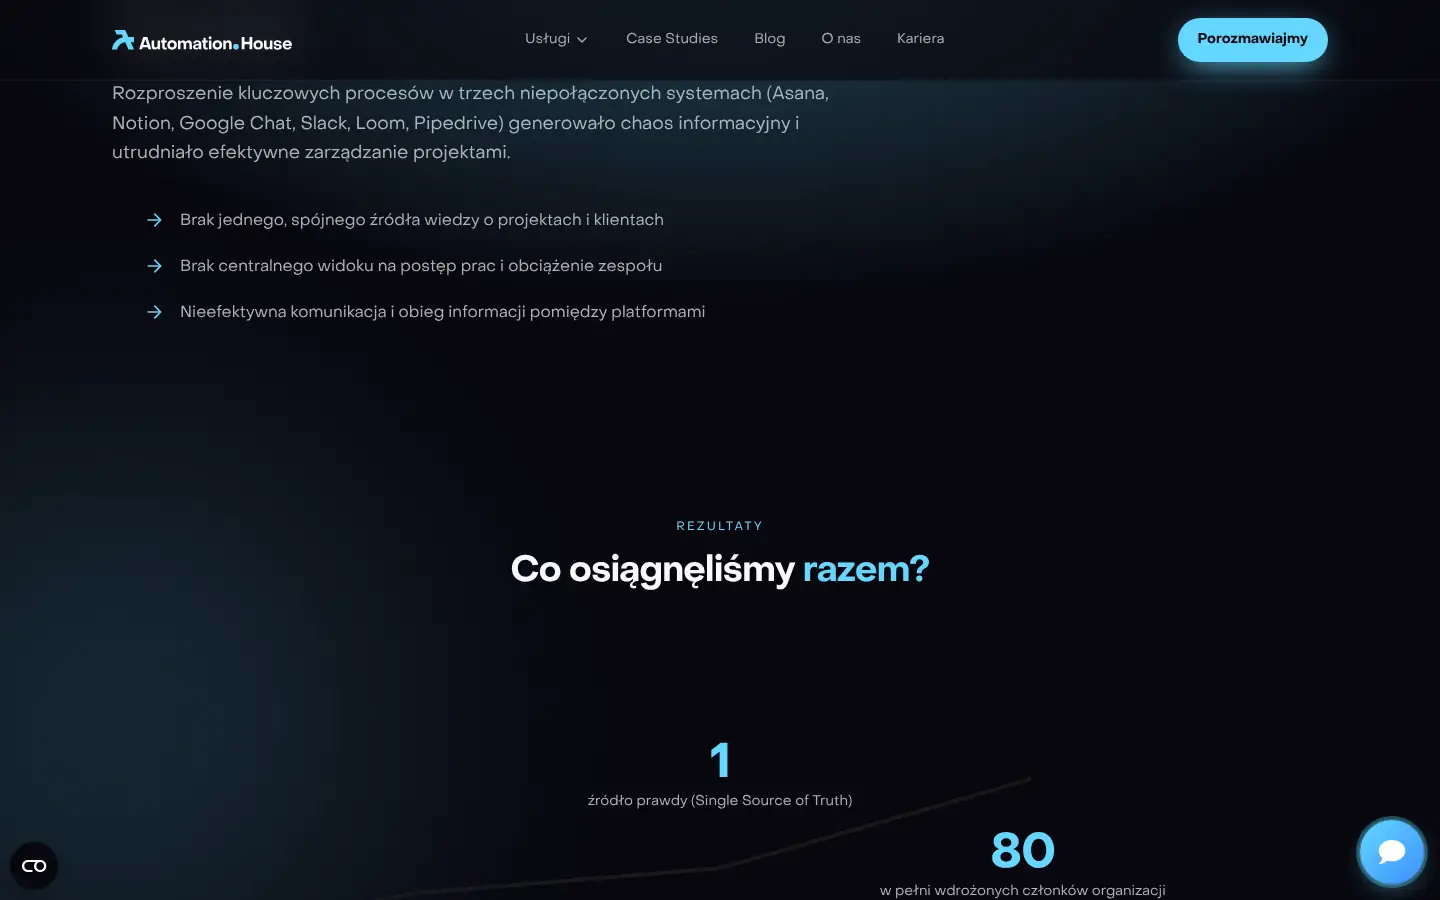 Automation.House
Usługi
Case Studies
Blog
O nas
Kariera
Porozmawiajmy
Rozproszenie kluczowych procesów w trzech niepołączonych systemach (Asana,
Notion, Google Chat, Slack, Loom, Pipedrive) generowało chaos informacyjny i
utrudniało efektywne zarządzanie projektami.
Brak jednego, spójnego źródła wiedzy o projektach i klientach
Brak centralnego widoku na postęp prac i obciążenie zespołu
Nieefektywna komunikacja i obieg informacji pomiędzy platformami
REZULTATY
Co osiągnęliśmy razem?
1
źródło prawdy (Single Source of Truth)
80
w pełni wdrożonych członków organizacji